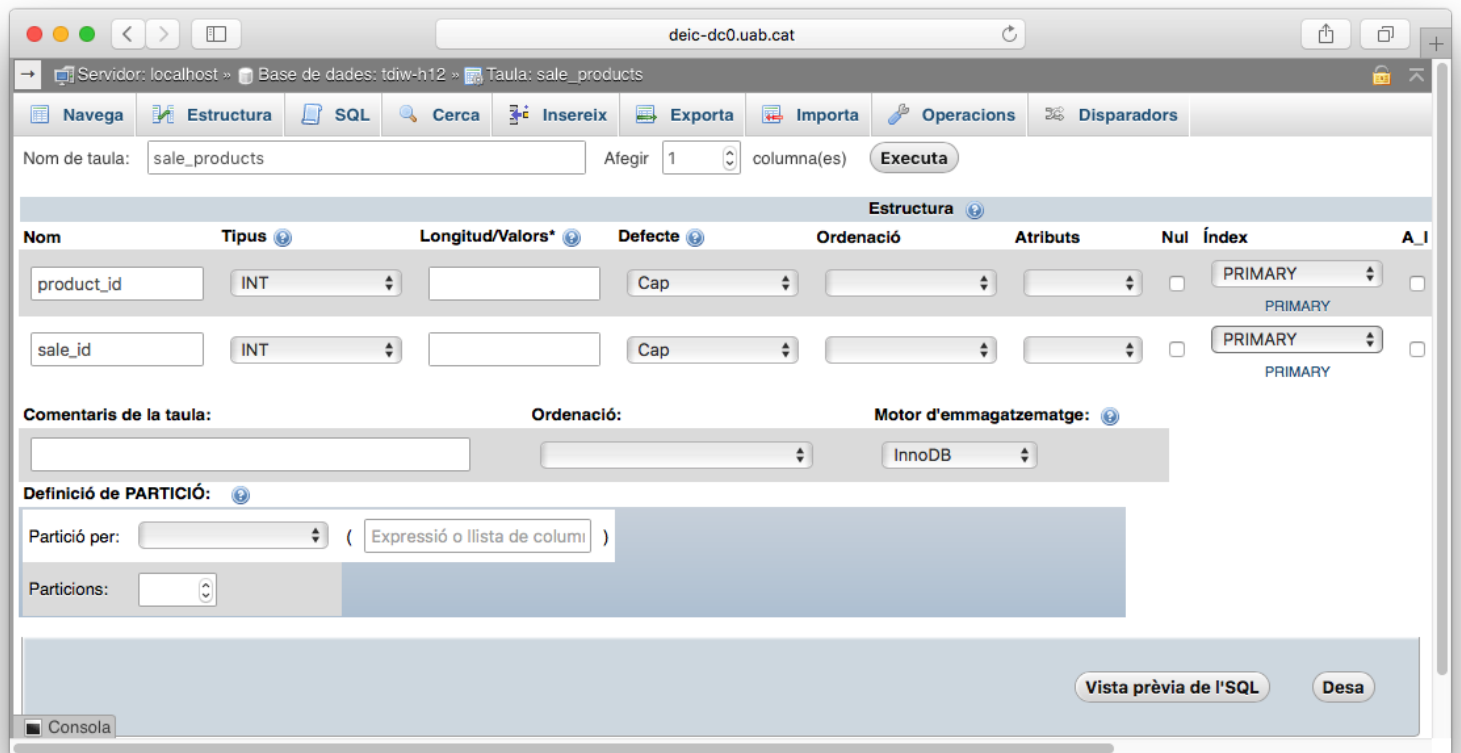 deic-dc0.uab.cat
Servidor: localhost » Base de dades: tdiw-h12 » Taula: sale_products
Navega Estructura SQL Cerca Insereix Exporta Importa Operacions Disparadors
Nom de taula: sale_products Afegir 1 columna(es) Executa
Estructura
Nom Tipus Longitud/Valors* Defecte Ordenació Atributs Nul Índex A_I
product_id INT Cap PRIMARY
PRIMARY
sale_id INT Cap PRIMARY
PRIMARY
Comentaris de la taula: Ordenació: Motor d'emmagatzematge:
InnoDB
Definició de PARTICIÓ:
Partició per: ( Expressió o llista de )
Particions:
Vista prèvia de l'SQL Desa
Consola